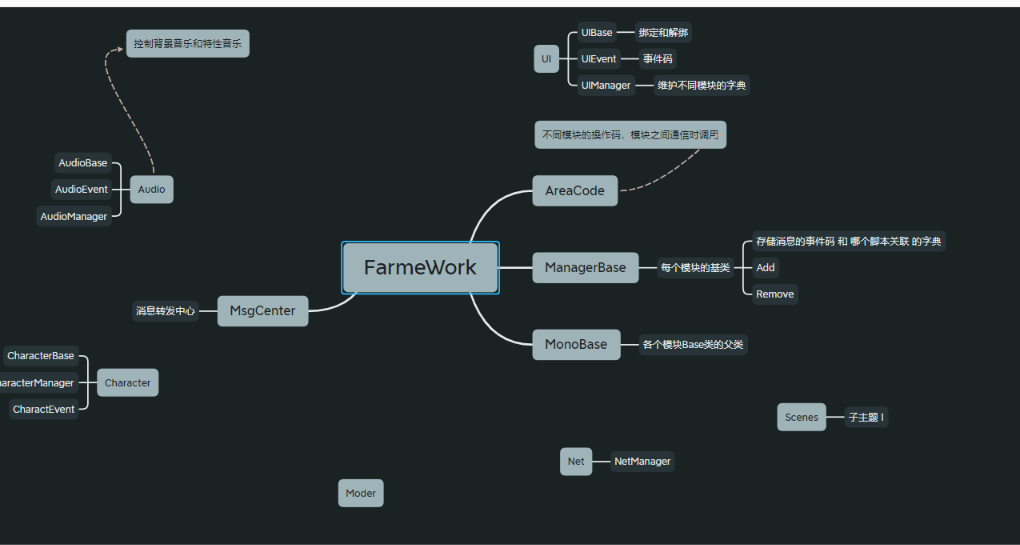 控制背景音乐和特性音乐
AudioBase
AudioEvent
AudioManager
Audio
UI
UIBase
绑定和解绑
UIEvent
事件码
UIManager
维护不同模块的字典
不同模块的操作码，模块之间通信时调用
AreaCode
FarmeWork
ManagerBase
每个模块的基类
存储消息的事件码 和 哪个脚本关联 的字典
Add
Remove
MonoBase
各个模块Base类的父类
消息转发中心
MsgCenter
CharacterBase
haracterManager
CharactEvent
Character
Scenes
子主题 1
Net
NetManager
Moder